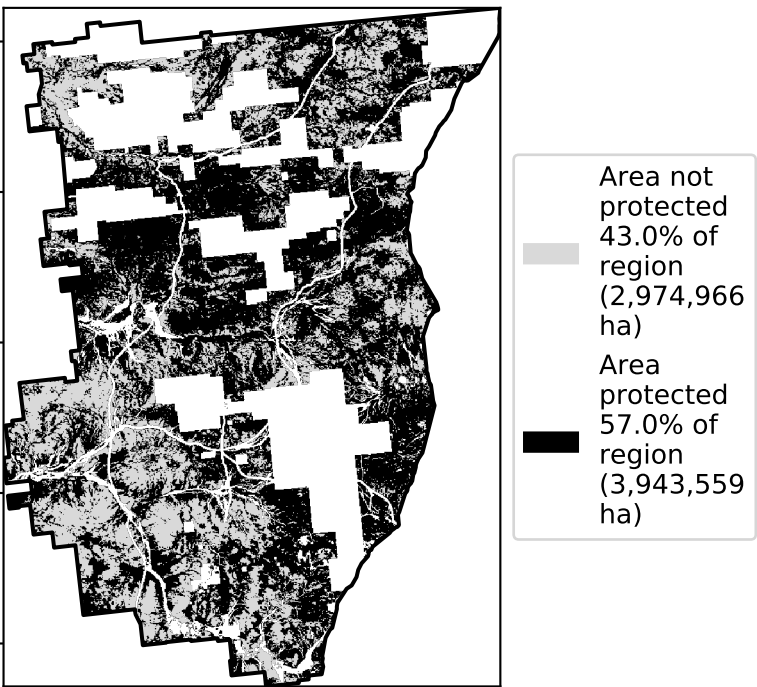 Area not
protected
43.0% of
region
(2,974,966
ha)
Area
protected
57.0% of
region
(3,943,559
ha)